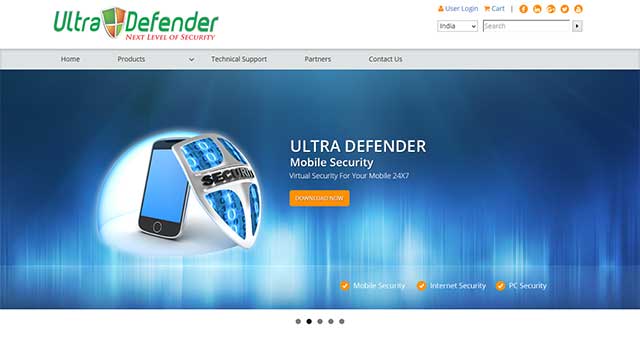 Ultra Defender
NEXT LEVEL OF SECURITY
User Login Cart |
India
Search
Home Products Technical Support Partners Contact Us
ULTRA DEFENDER
Mobile Security
Virtual Security For Your Mobile 24X7
DOWNLOAD NOW
SECURITY
Mobile Security Internet Security PC Security